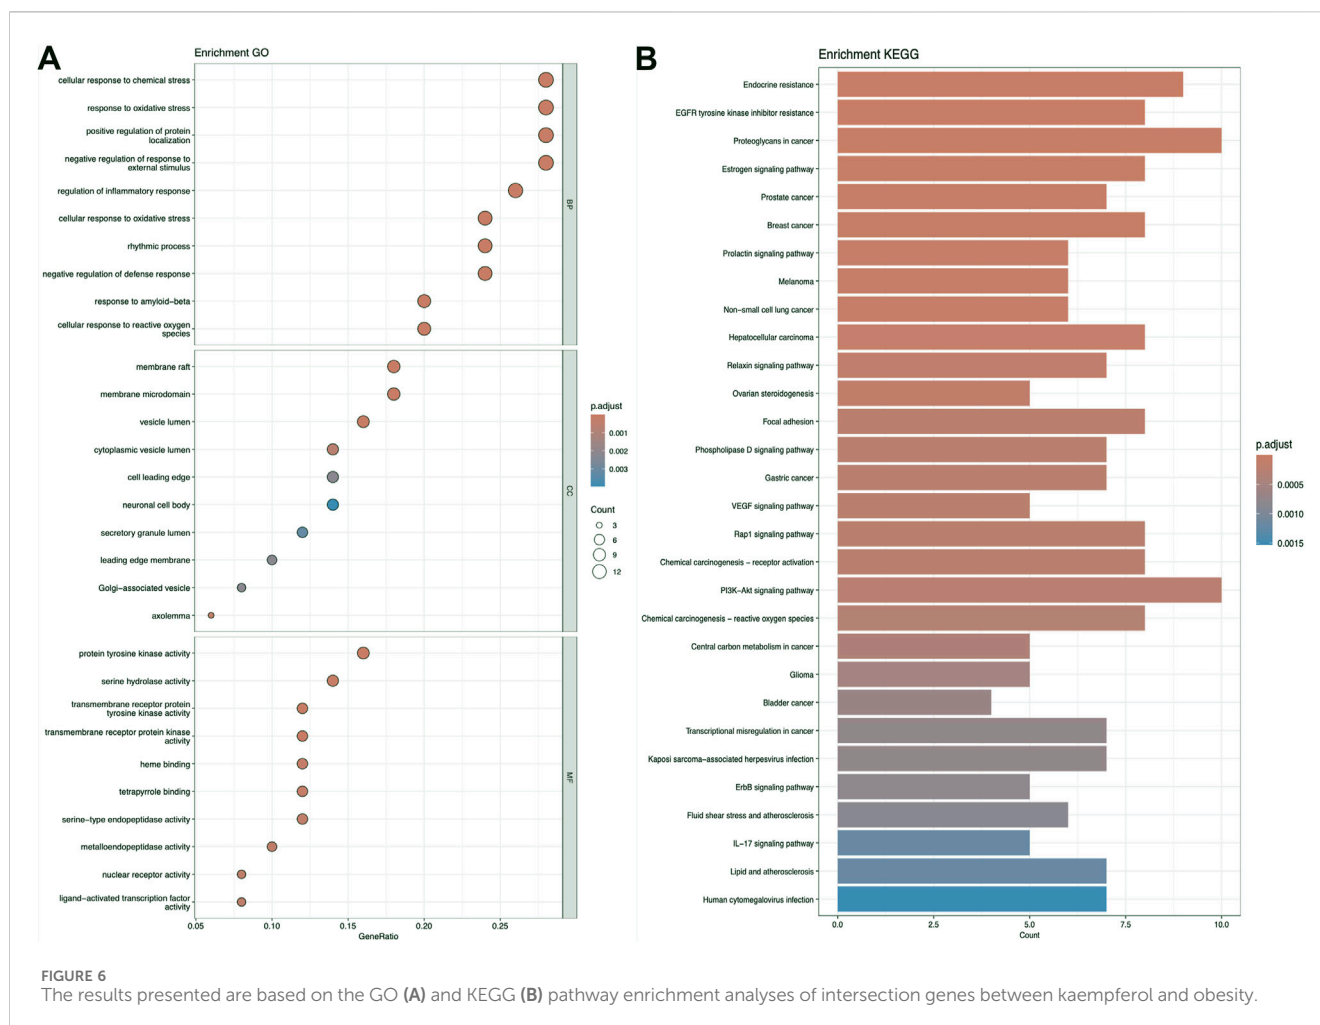 A
Enrichment GO
cellular response to chemical stress
response to oxidative stress
positive regulation of protein
localization
negative regulation of response to
external stimulus
regulation of inflammatory response
cellular response to oxidative stress
rhythmic process
negative regulation of defense response
response to amyloid−beta
cellular response to reactive oxygen
species
BP
membrane raft
membrane microdomain
vesicle lumen
cytoplasmic vesicle lumen
cell leading edge
neuronal cell body
secretory granule lumen
leading edge membrane
Golgi−associated vesicle
axolemma
CC
protein tyrosine kinase activity
serine hydrolase activity
transmembrane receptor protein
tyrosine kinase activity
transmembrane receptor protein kinase
activity
heme binding
tetrapyrrole binding
serine−type endopeptidase activity
metalloendopeptidase activity
nuclear receptor activity
ligand−activated transcription factor
activity
MF
0.05 0.10 0.15 0.20 0.25
GeneRatio
p.adjust
0.001
0.002
0.003
Count
3
6
9
12
B
Enrichment KEGG
Endocrine resistance
EGFR tyrosine kinase inhibitor resistance
Proteoglycans in cancer
Estrogen signaling pathway
Prostate cancer
Breast cancer
Prolactin signaling pathway
Melanoma
Non−small cell lung cancer
Hepatocellular carcinoma
Relaxin signaling pathway
Ovarian steroidogenesis
Focal adhesion
Phospholipase D signaling pathway
Gastric cancer
VEGF signaling pathway
Rap1 signaling pathway
Chemical carcinogenesis − receptor activation
PI3K−Akt signaling pathway
Chemical carcinogenesis − reactive oxygen species
Central carbon metabolism in cancer
Glioma
Bladder cancer
Transcriptional misregulation in cancer
Kaposi sarcoma−associated herpesvirus infection
ErbB signaling pathway
Fluid shear stress and atherosclerosis
IL−17 signaling pathway
Lipid and atherosclerosis
Human cytomegalovirus infection
0.0 2.5 5.0 7.5 10.0
Count
p.adjust
0.0005
0.0010
0.0015
FIGURE 6
The results presented are based on the GO (A) and KEGG (B) pathway enrichment analyses of intersection genes between kaempferol and obesity.